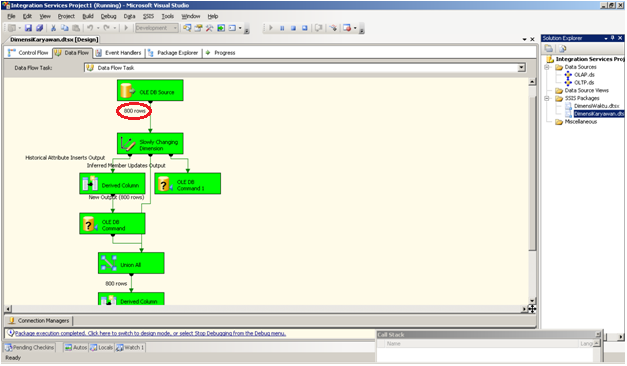 Integration Services Project1 (Running) - Microsoft Visual Studio
File Edit View Project Build Debug Data SSIS Tools Window Help
Development
DimensiKaryawan.dtsx [Design]
Control Flow Data Flow Event Handlers Package Explorer Progress
Data Flow Task: Data Flow Task
OLE DB Source
800 rows
Slowly Changing
Dimension
Historical Attribute Inserts Output
Inferred Member Updates Output
Derived Column
OLE DB
Command 1
New Output (800 rows)
OLE DB
Command
Union All
800 rows
Derived Column
Connection Managers
Package execution completed. Click here to switch to design mode, or select Stop Debugging from the Debug menu.
Pending Checkins Autos Locals Watch 1
Ready
Call Stack
Name Lang
Solution Explorer
Integration Services Proj
Data Sources
OLAP.ds
OLTP.ds
Data Source Views
SSIS Packages
DimensiWaktu.dtsx
DimensiKaryawan.dts
Miscellaneous